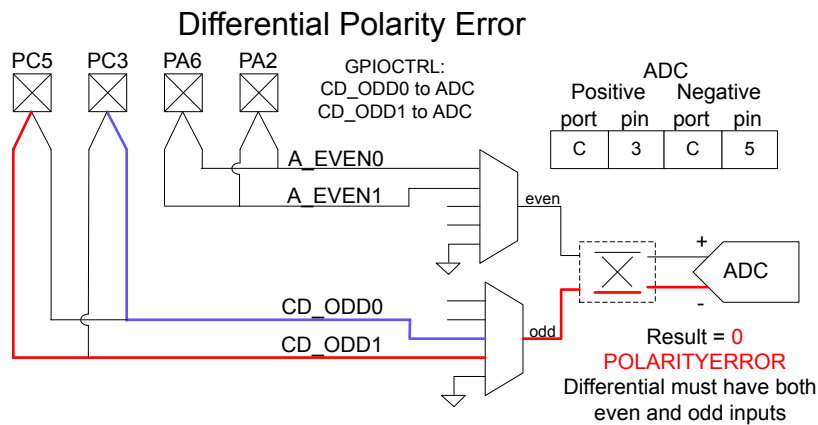 Differential Polarity Error
PC5 PC3 PA6 PA2
GPIOCTRL:
CD_ODD0 to ADC
CD_ODD1 to ADC
ADC
Positive Negative
port pin port pin
C 3 C 5
A_EVEN0
A_EVEN1
even
+
ADC
-
CD_ODD0
CD_ODD1
odd
Result = 0
POLARITYERROR
Differential must have both
even and odd inputs